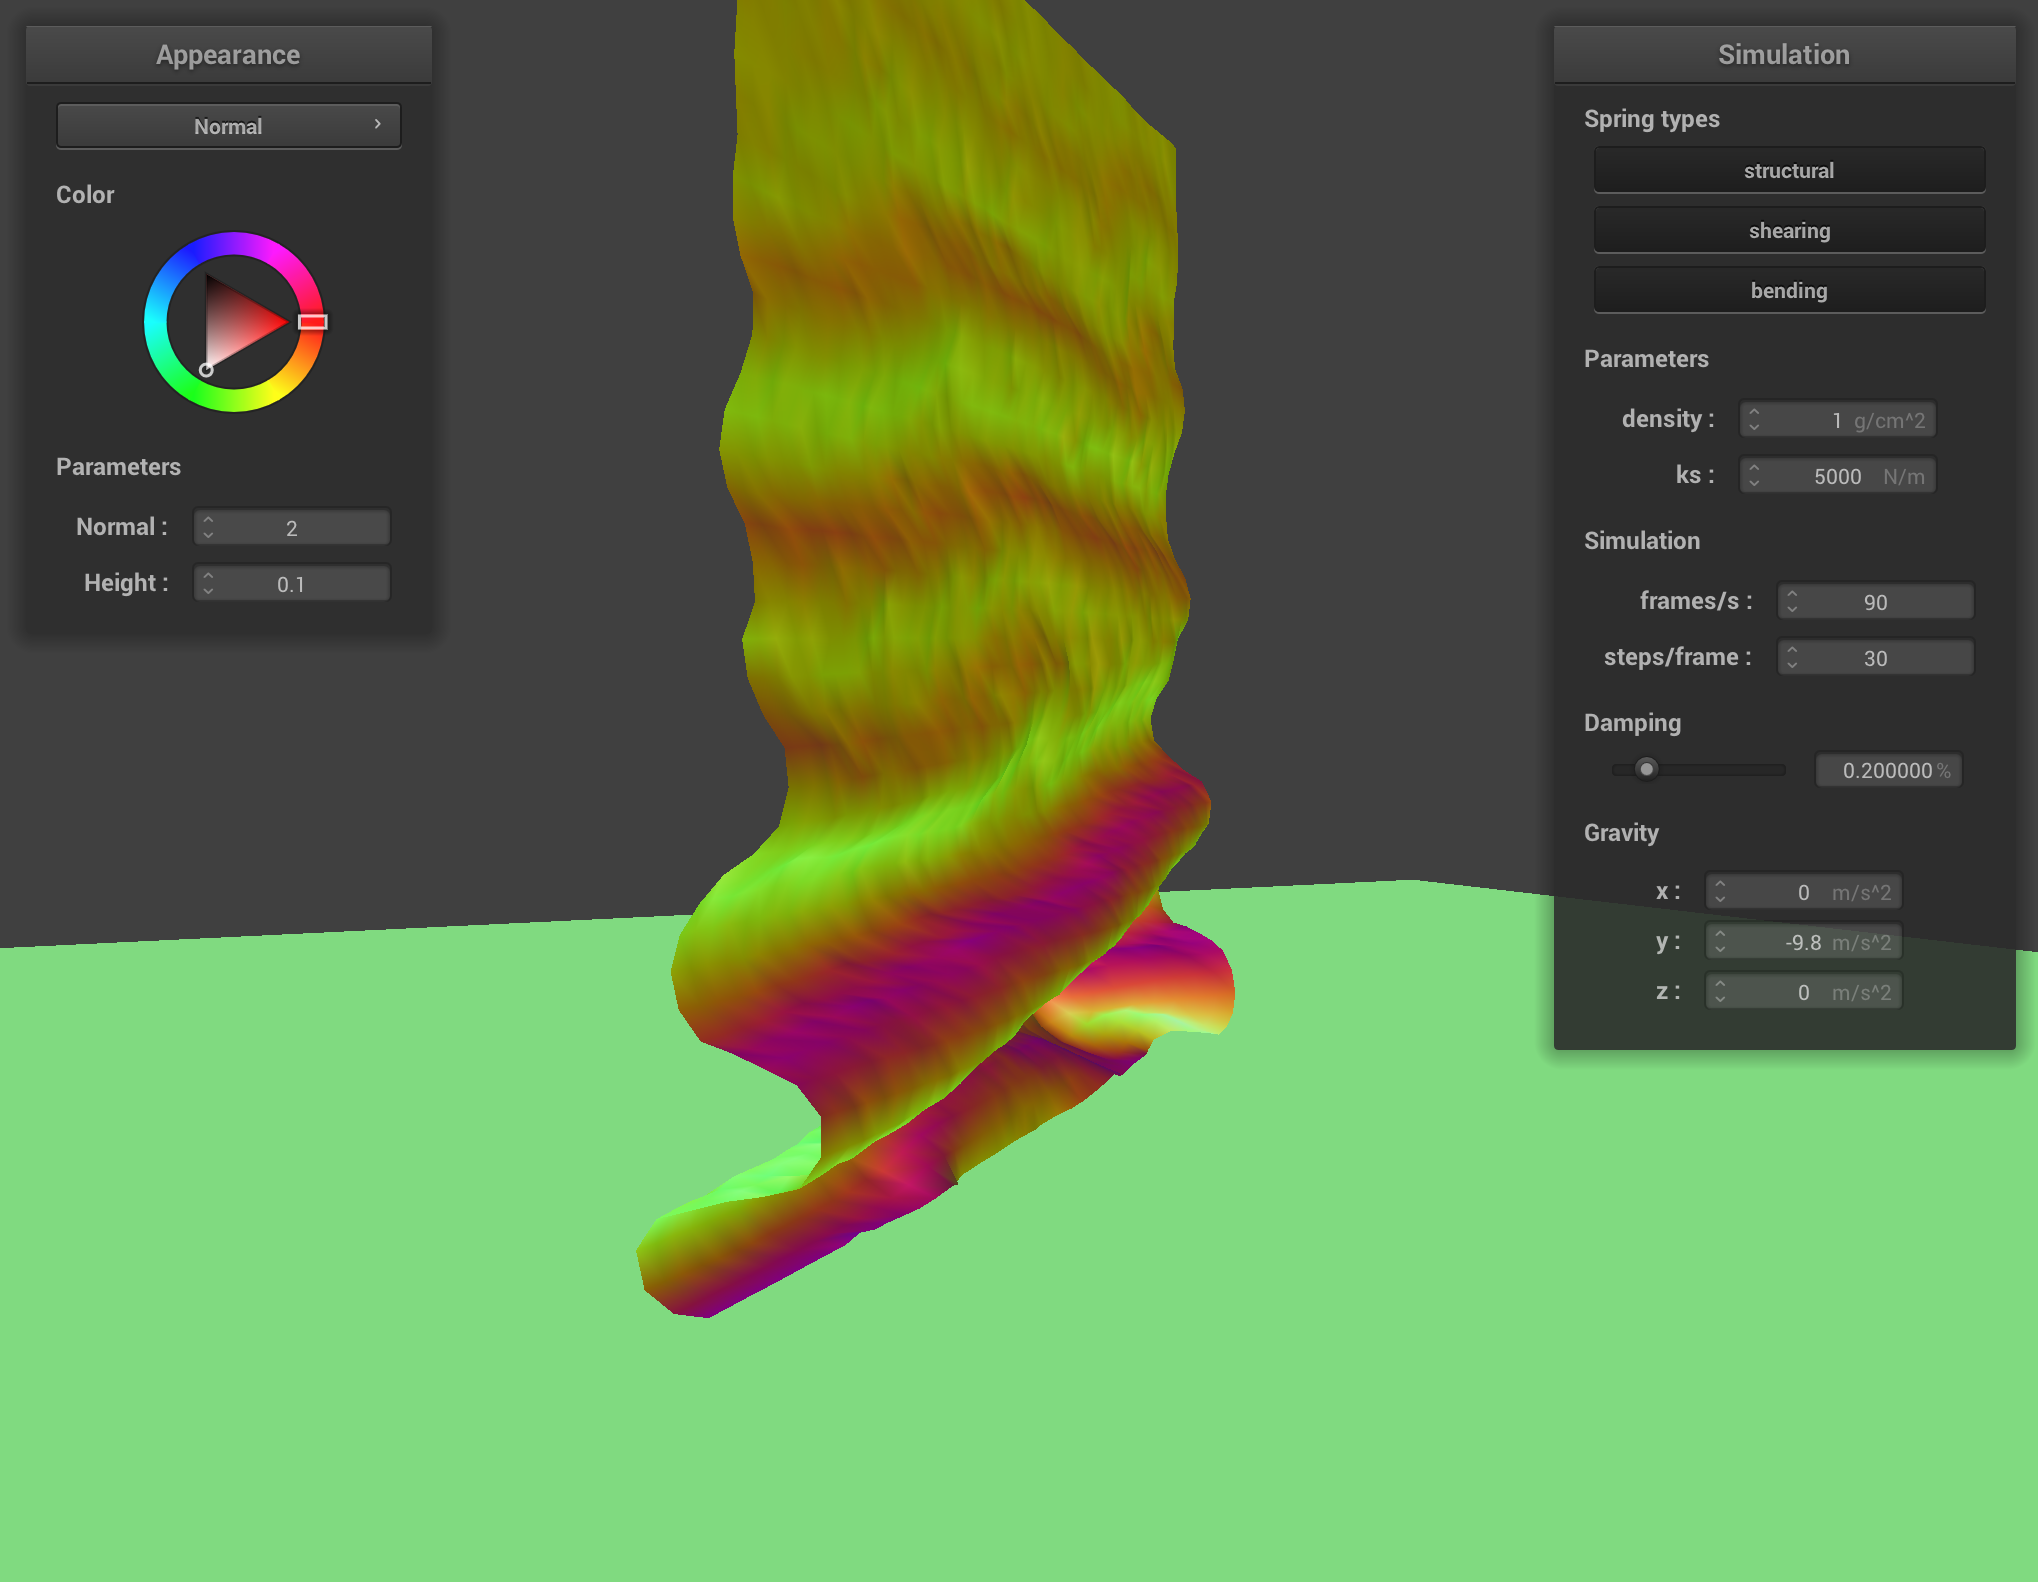 Appearance
Normal
Color
Parameters
Normal : 2
Height : 0.1
Simulation
Spring types
structural
shearing
bending
Parameters
density : 1 g/cm^2
ks : 5000 N/m
Simulation
frames/s : 90
steps/frame : 30
Damping
0.200000 %
Gravity
x : 0 m/s^2
y : -9.8 m/s^2
z : 0 m/s^2